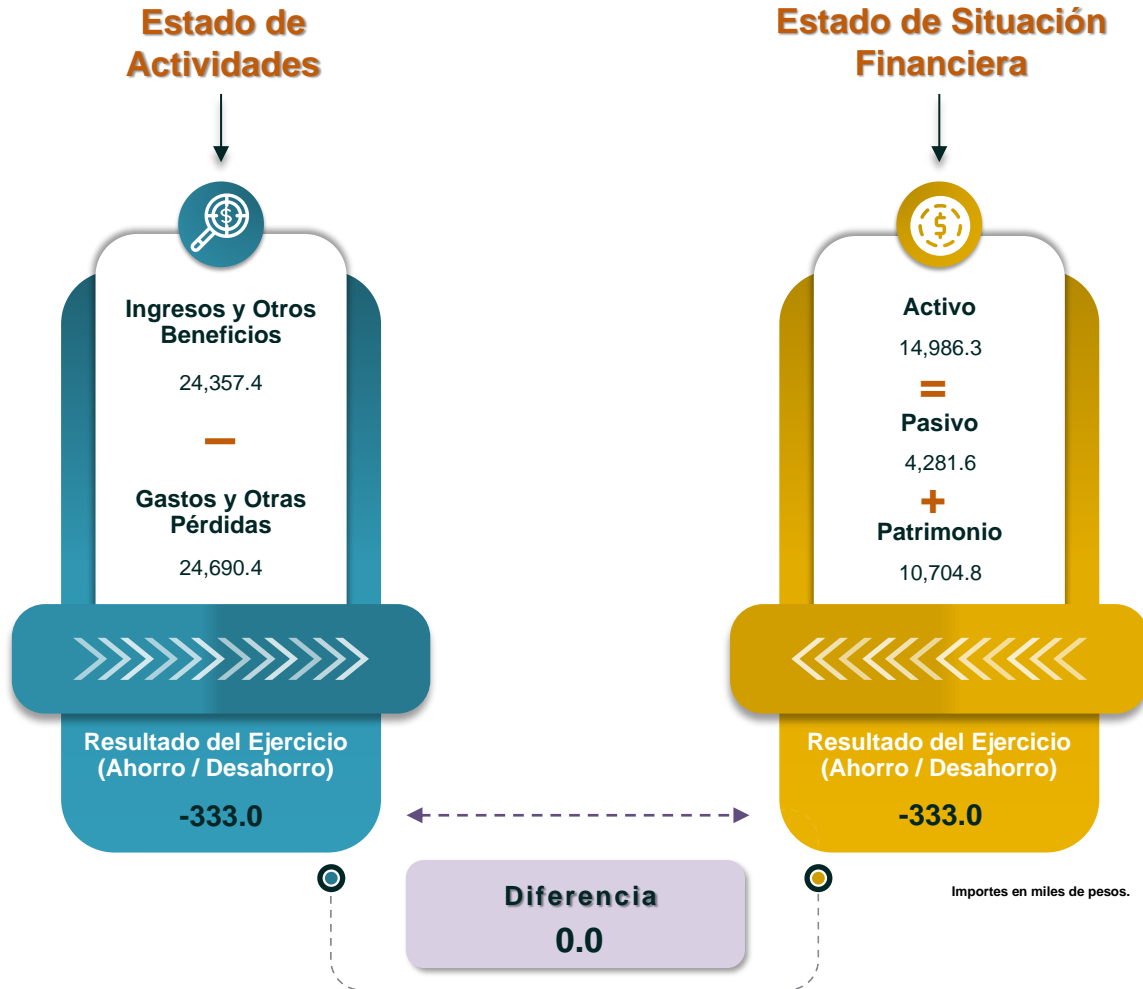 Estado de
Actividades
$
Ingresos y Otros
Beneficios
24,357.4
−
Gastos y Otras
Pérdidas
24,690.4
Resultado del Ejercicio
(Ahorro / Desahorro)
-333.0
Estado de Situación
Financiera
$
Activo
14,986.3
=
Pasivo
4,281.6
+
Patrimonio
10,704.8
Resultado del Ejercicio
(Ahorro / Desahorro)
-333.0
Diferencia
0.0
Importes en miles de pesos.